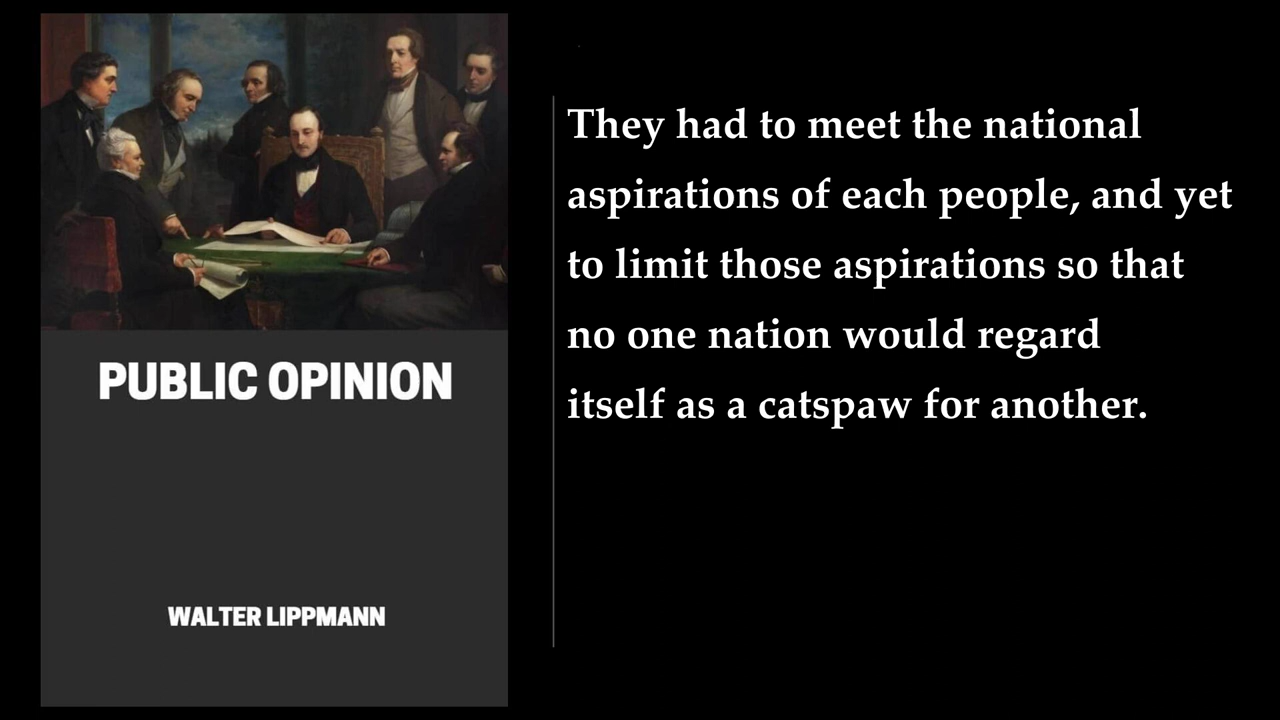 PUBLIC OPINION
WALTER LIPPMANN
They had to meet the national
aspirations of each people, and yet
to limit those aspirations so that
no one nation would regard
itself as a catspaw for another.